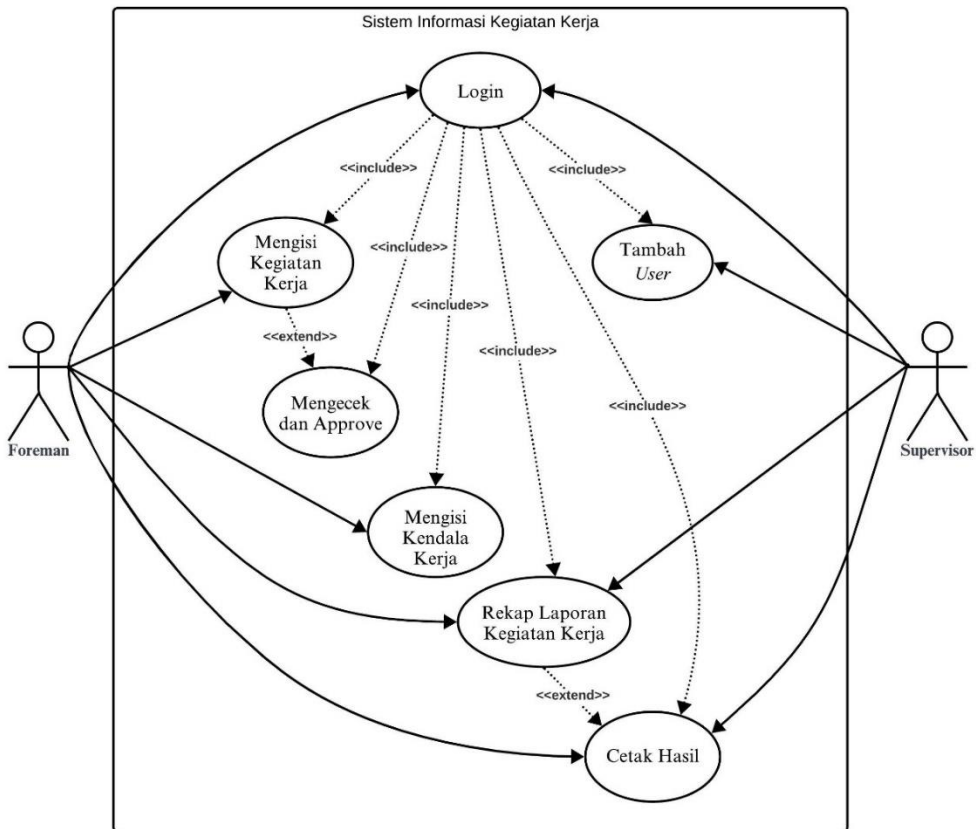 Sistem Informasi Kegiatan Kerja
Login
<<include>>
<<include>>
Mengisi
Kegiatan
Kerja
Tambah
User
<<include>>
<<include>>
<<extend>>
<<include>>
Mengecek
dan Approve
<<include>>
Foreman
Supervisor
Mengisi
Kendala
Kerja
Rekap Laporan
Kegiatan Kerja
<<extend>>
Cetak Hasil